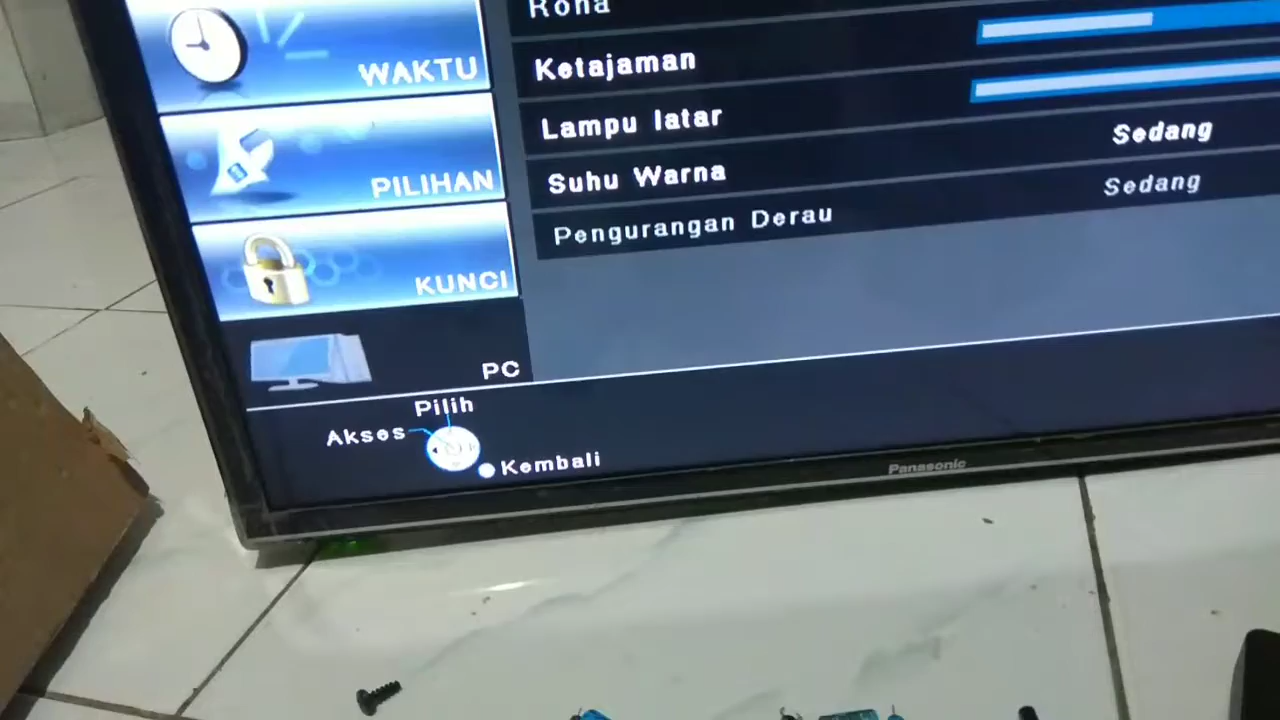 Rona
WAKTU
Ketajaman
Lampu latar
Sedang
PILIHAN
Suhu Warna
Sedang
Pengurangan Derau
KUNCI
PC
Pilih
Akses
Kembali
Panasonic